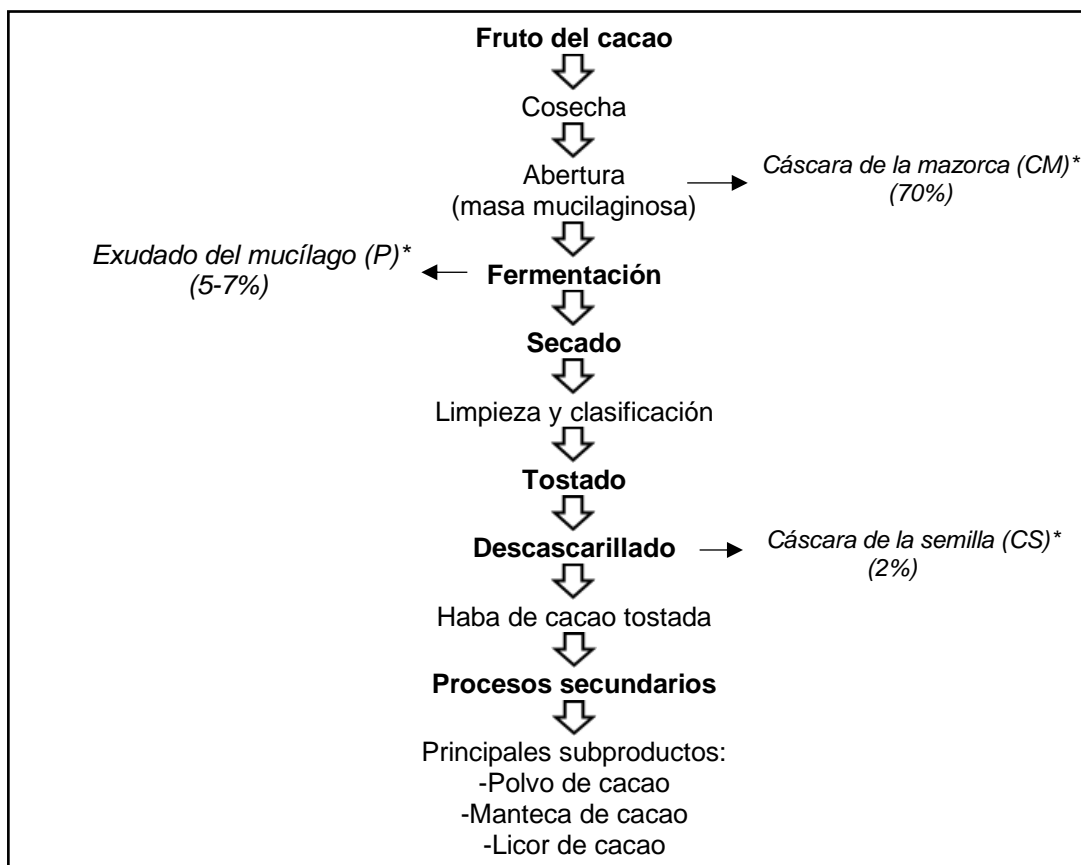 Fruto del cacao
Cosecha
Abertura
(masa mucilaginosa)
Cáscara de la mazorca (CM)*
(70%)
Exudado del mucílago (P)*
(5-7%)
Fermentación
Secado
Limpieza y clasificación
Tostado
Descascarillado
Cáscara de la semilla (CS)*
(2%)
Haba de cacao tostada
Procesos secundarios
Principales subproductos:
-Polvo de cacao
-Manteca de cacao
-Licor de cacao